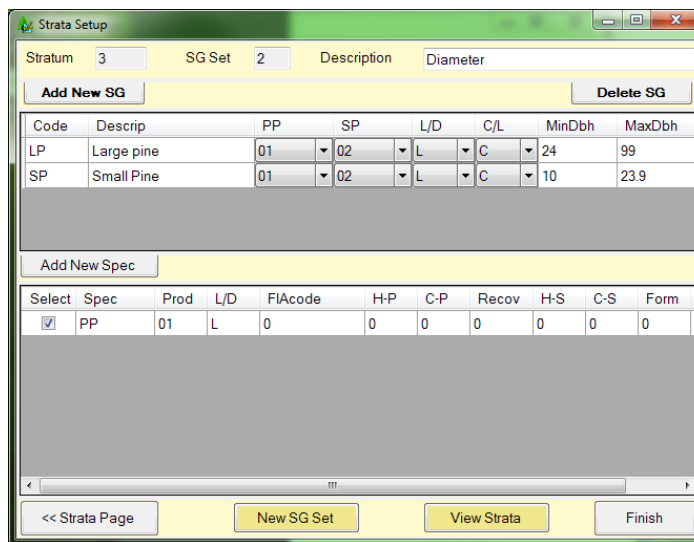 Strata Setup
Stratum 3 SG Set 2 Description Diameter
Add New SG Delete SG
Code Descrip PP SP L/D C/L MinDbh MaxDbh
LP Large pine 01 02 L C 24 99
SP Small Pine 01 02 L C 10 23.9
Add New Spec
Select Spec Prod L/D FIAcode H-P C-P Recov H-S C-S Form
PP 01 L 0 0 0 0 0 0 0
<< Strata Page New SG Set View Strata Finish